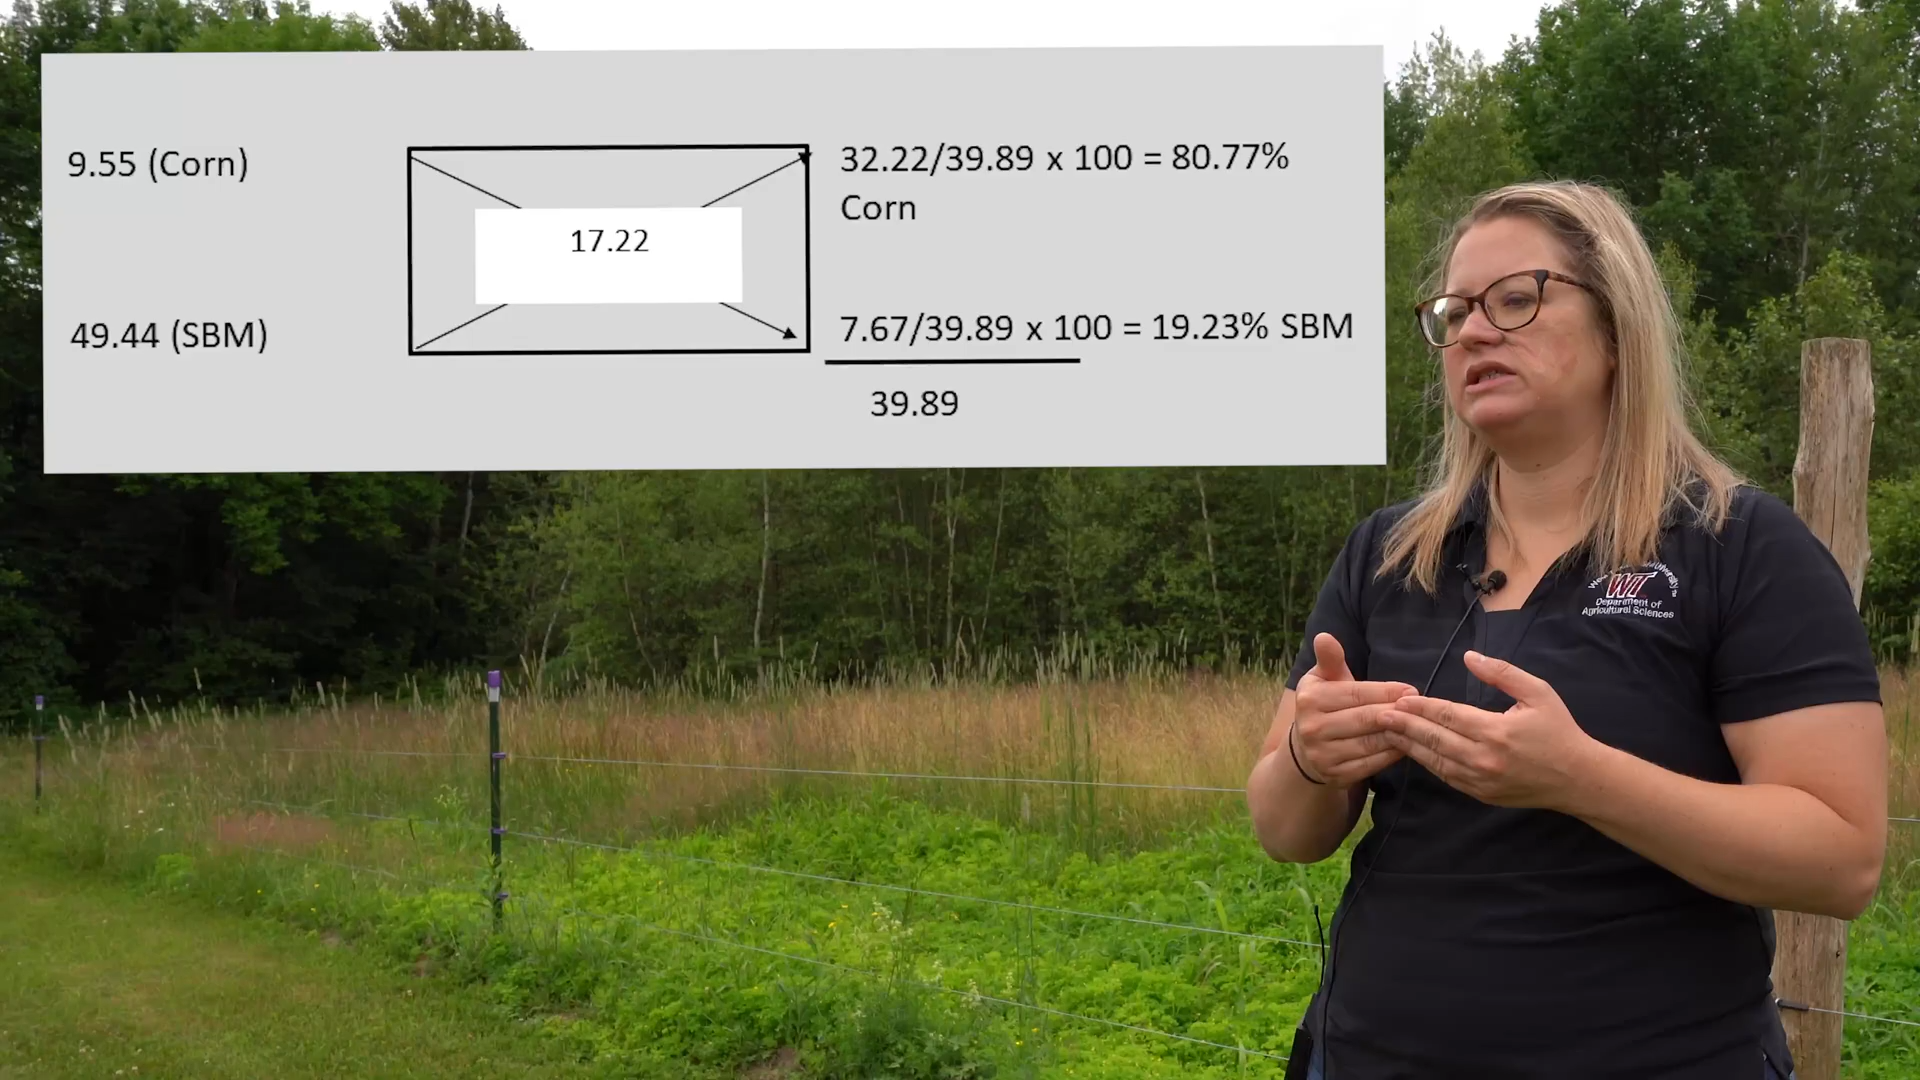 9.55 (Corn)
32.22/39.89 x 100 = 80.77%
Corn
17.22
49.44 (SBM)
7.67/39.89 x 100 = 19.23% SBM
39.89
WT
Department of
Agricultural Sciences